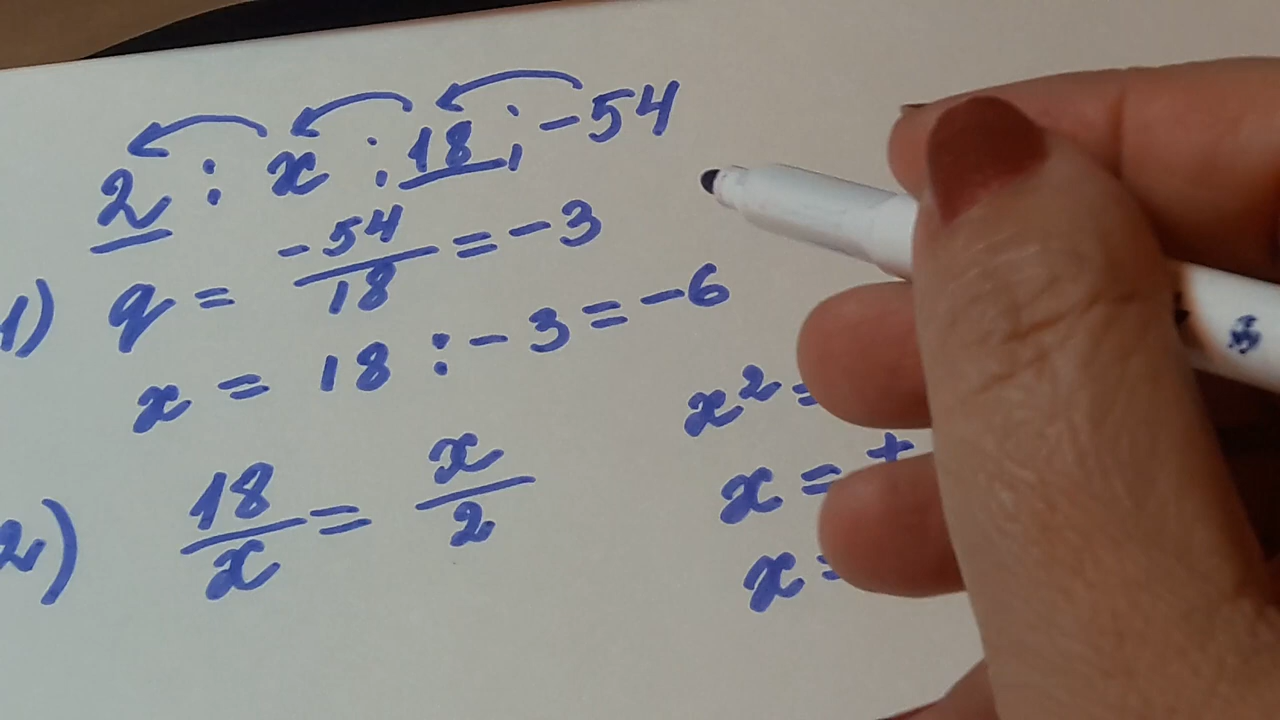 2 ; x ; 18 ; -54
1) q = -54/18 = -3
x = 18 : -3 = -6
x² =
2) 18/x = x/2
x = +
x =